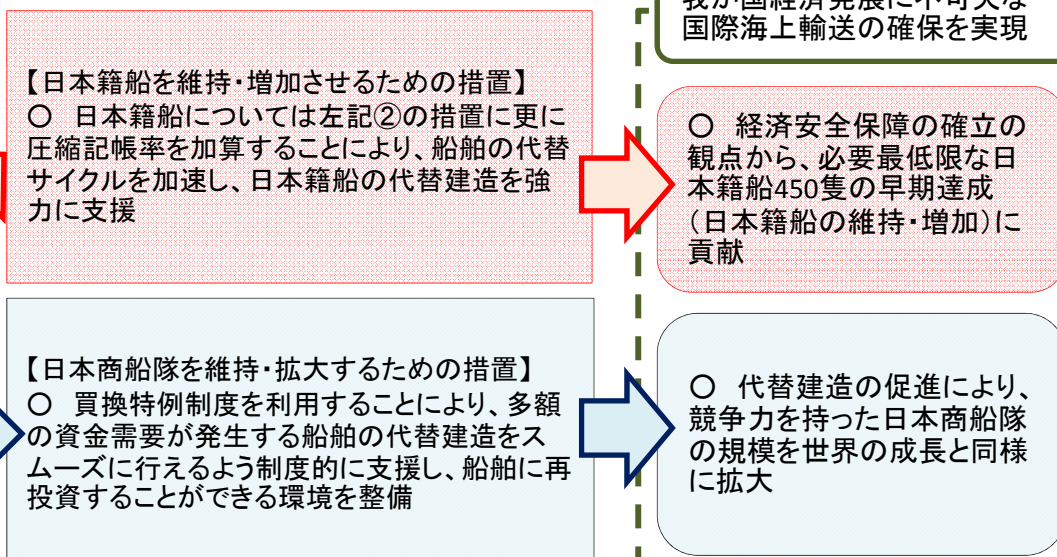 国際海上輸送の確保を実現
【日本籍船を維持・増加させるための措置】
○　日本籍船については左記②の措置に更に
圧縮記帳率を加算することにより、船舶の代替
サイクルを加速し、日本籍船の代替建造を強
力に支援
○　経済安全保障の確立の
観点から、必要最低限な日
本籍船450隻の早期達成
（日本籍船の維持・増加）に
貢献
【日本商船隊を維持・拡大するための措置】
○　買換特例制度を利用することにより、多額
の資金需要が発生する船舶の代替建造をス
ムーズに行えるよう制度的に支援し、船舶に再
投資することができる環境を整備
○　代替建造の促進により、
競争力を持った日本商船隊
の規模を世界の成長と同様
に拡大